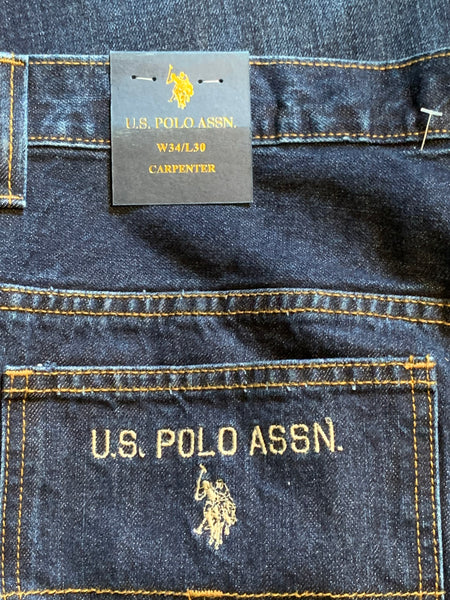 U.S. POLO ASSN.
W34/L30
CARPENTER
U.S. POLO ASSN.